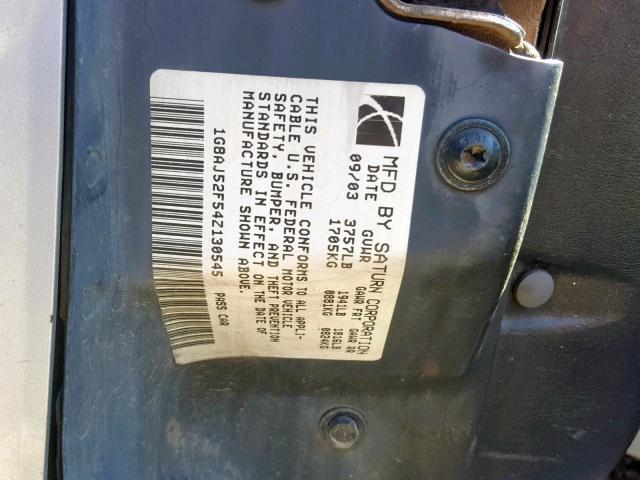 MFD BY SATURN CORPORATION
DATE GVWR GAWR FRT GAWR RR
09/03 3757LB 1941LB 1816LB
1705KG 0881KG 0824KG
THIS VEHICLE CONFORMS TO ALL APPLI-
CABLE U.S. FEDERAL MOTOR VEHICLE
SAFETY, BUMPER, AND THEFT PREVENTION
STANDARDS IN EFFECT ON THE DATE OF
MANUFACTURE SHOWN ABOVE.
1G8AJ52F54Z130545 PASS CAR